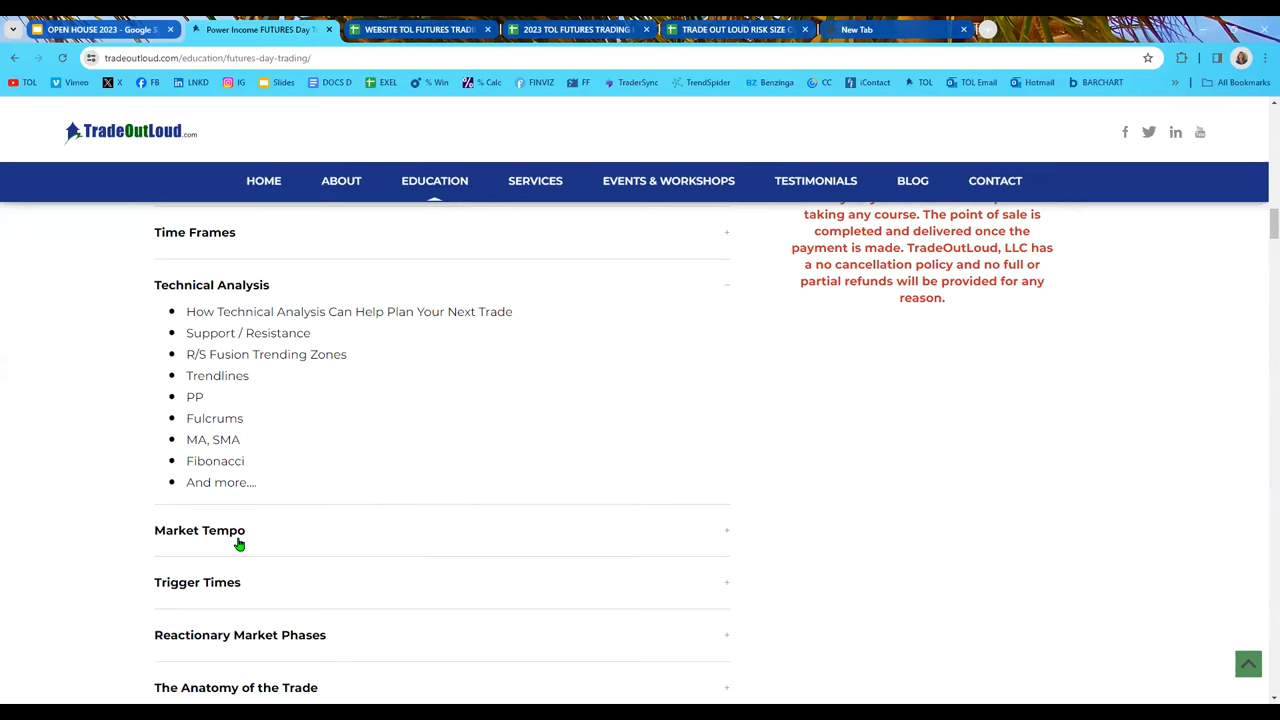 OPEN HOUSE 2023 - Google S
Power Income FUTURES Day T
WEBSITE TOL FUTURES TRADI
2023 TOL FUTURES TRADING
TRADE OUT LOUD RISK SIZE
New Tab
tradeoutloud.com/education/futures-day-trading/
TOL
Vimeo
X
FB
LNKD
IG
Slides
DOCS D
EXEL
% Win
% Calc
FINVIZ
FF
TraderSync
TrendSpider
Benzinga
CC
iContact
TOL
TOL Email
Hotmail
BARCHART
»
All Bookmarks
TradeOutLoud.com
HOME
ABOUT
EDUCATION
SERVICES
EVENTS & WORKSHOPS
TESTIMONIALS
BLOG
CONTACT
taking any course. The point of sale is
completed and delivered once the
payment is made. TradeOutLoud, LLC has
a no cancellation policy and no full or
partial refunds will be provided for any
reason.
Time Frames +
Technical Analysis –
How Technical Analysis Can Help Plan Your Next Trade
Support / Resistance
R/S Fusion Trending Zones
Trendlines
PP
Fulcrums
MA, SMA
Fibonacci
And more....
Market Tempo +
Trigger Times +
Reactionary Market Phases +
The Anatomy of the Trade +